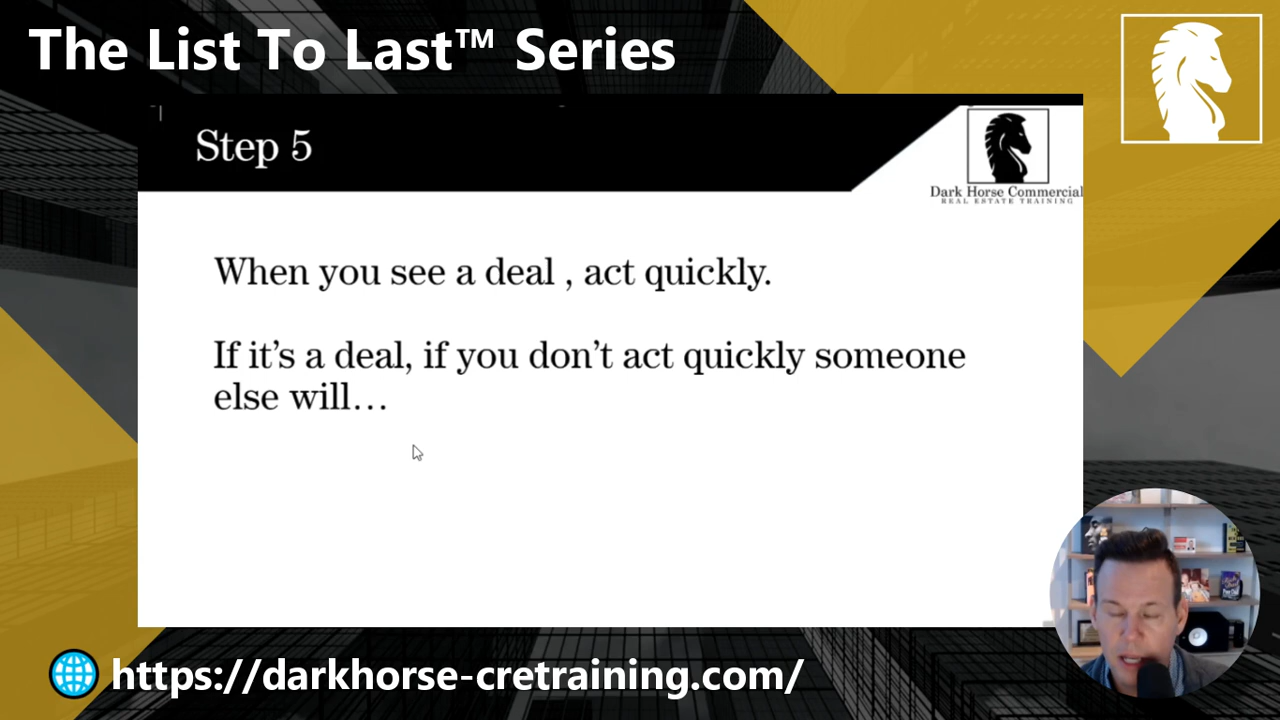 The List To Last™ Series
Step 5
Dark Horse Commercial
REAL ESTATE TRAINING
When you see a deal , act quickly.
If it's a deal, if you don't act quickly someone
else will…
https://darkhorse-cretraining.com/